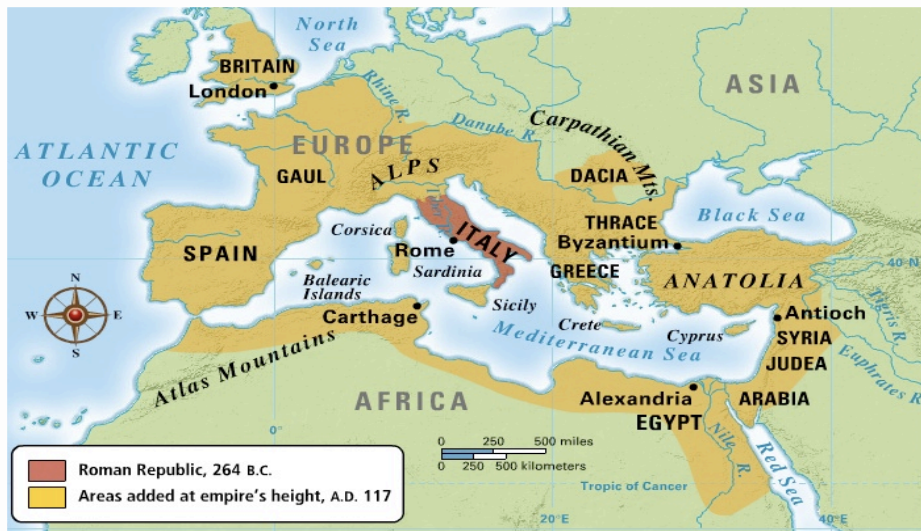 North
Sea
BRITAIN
London
ASIA
Rhine R.
Danube R.
Carpathian Mts.
ATLANTIC
OCEAN
EUROPE
GAUL
ALPS
DACIA
Black Sea
THRACE
Byzantium
Corsica
Rome
ITALY
SPAIN
Sardinia
GREECE
ANATOLIA
40 N
Balearic
Islands
Carthage
Sicily
Crete
Cyprus
Antioch
Tigris R.
SYRIA
Mediterranean Sea
JUDEA
Euphrates R
N
W
E
S
Atlas Mountains
AFRICA
Alexandria
EGYPT
ARABIA
Nile R.
Red Sea
0°
0 250 500 miles
0 250 500 kilometers
Tropic of Cancer
20°E
40°E
Roman Republic, 264 B.C.
Areas added at empire's height, A.D. 117